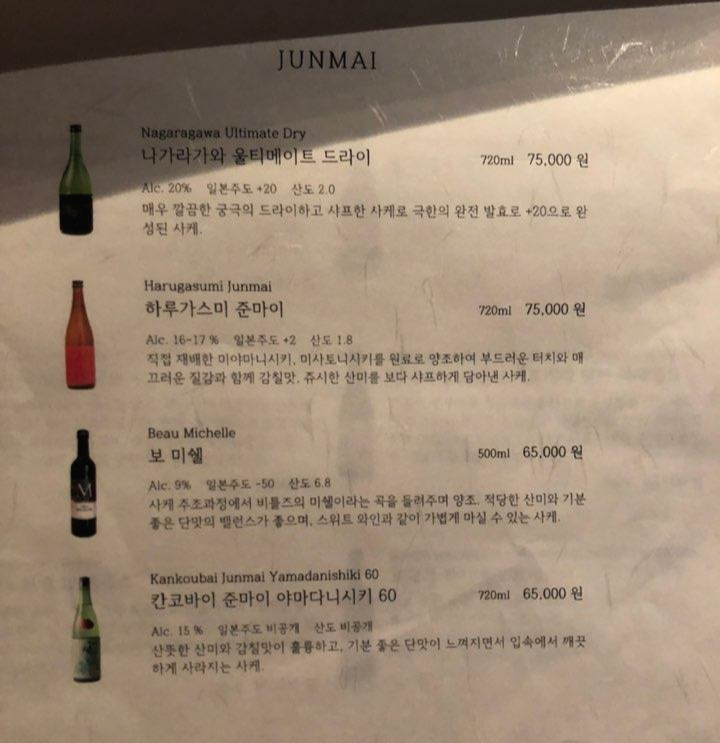 JUNMAI
Nagaragawa Ultimate Dry
나가라가와 울티메이트 드라이 720ml 75,000 원
Alc. 20% 일본주도 +20 산도 2.0
매우 깔끔한 궁극의 드라이하고 샤프한 사케로 극한의 완전 발효로 +20으로 완
성된 사케.
Harugasumi Junmai
하루가스미 준마이 720ml 75,000 원
Alc. 16-17 % 일본주도 +2 산도 1.8
직접 재배한 미야마니시키, 미사토니시키를 원료로 양조하여 부드러운 터치와 매
끄러운 질감과 함께 감칠맛, 쥬시한 산미를 보다 샤프하게 담아낸 사케.
Beau Michelle
보 미쉘 500ml 65,000 원
Alc. 9% 일본주도 -50 산도 6.8
사케 주조과정에서 비틀즈의 미쉘이라는 곡을 들려주며 양조. 적당한 산미와 기분
좋은 단맛의 밸런스가 좋으며, 스위트 와인과 같이 가볍게 마실 수 있는 사케.
M
Kankoubai Junmai Yamadanishiki 60
칸코바이 준마이 야마다니시키 60 720ml 65,000 원
Alc. 15 % 일본주도 비공개 산도 비공개
산뜻한 산미와 감칠맛이 훌륭하고, 기분 좋은 단맛이 느껴지면서 입속에서 깨끗
하게 사라지는 사케.